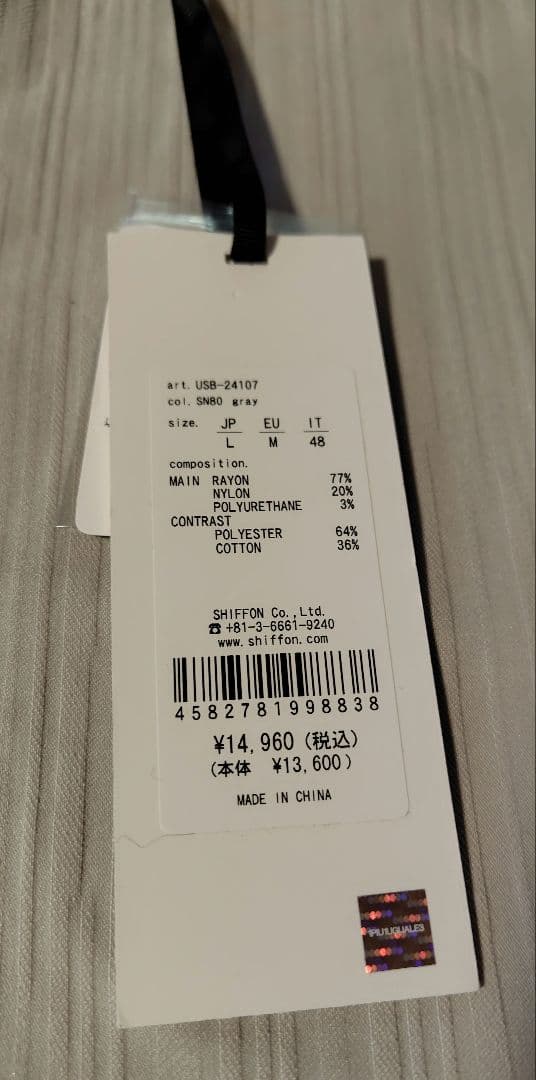 art. USB-24107
col. SN80 gray
size. JP EU IT
L M 48
composition.
MAIN RAYON 77%
NYLON 20%
POLYURETHANE 3%
CONTRAST
POLYESTER 64%
COTTON 36%
SHIFFON Co.,Ltd.
☎ +81-3-6661-9240
www.shiffon.com
4582781998838
¥14,960 (税込)
(本体 ¥13,600)
MADE IN CHINA
1PIU1UGUALE3